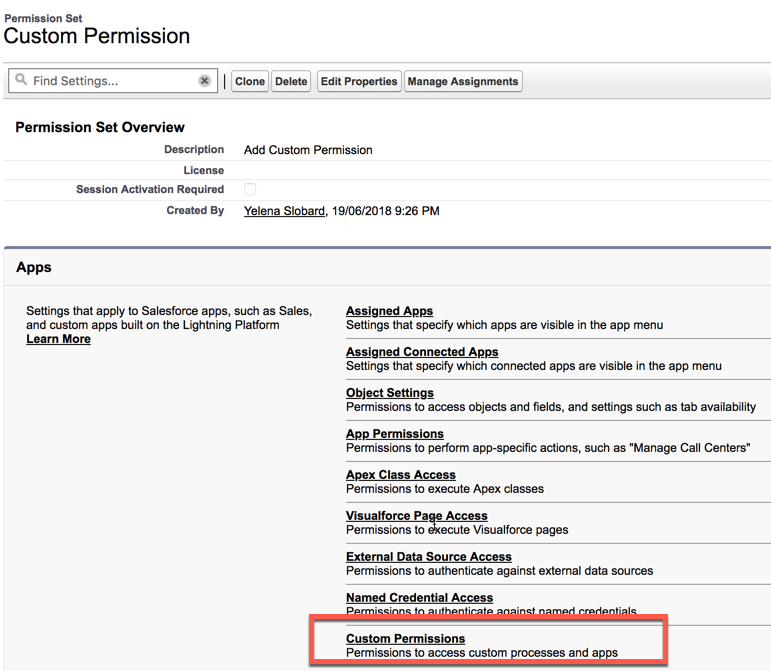 Permission Set
Custom Permission
Find Settings...
Clone
Delete
Edit Properties
Manage Assignments
Permission Set Overview
Description Add Custom Permission
License
Session Activation Required
Created By Yelena Slobard, 19/06/2018 9:26 PM
Apps
Settings that apply to Salesforce apps, such as Sales,
and custom apps built on the Lightning Platform
Learn More
Assigned Apps
Settings that specify which apps are visible in the app menu
Assigned Connected Apps
Settings that specify which connected apps are visible in the app menu
Object Settings
Permissions to access objects and fields, and settings such as tab availability
App Permissions
Permissions to perform app-specific actions, such as "Manage Call Centers"
Apex Class Access
Permissions to execute Apex classes
Visualforce Page Access
Permissions to execute Visualforce pages
External Data Source Access
Permissions to authenticate against external data sources
Named Credential Access
Permissions to authenticate against named credentials
Custom Permissions
Permissions to access custom processes and apps